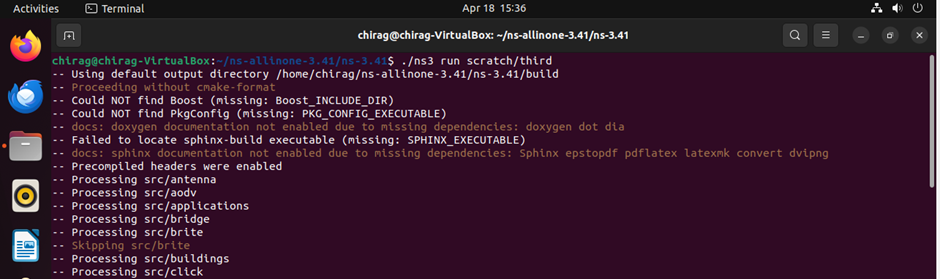 Activities
Terminal
Apr 18 15:36
chirag@chirag-VirtualBox: ~/ns-allinone-3.41/ns-3.41
chirag@chirag-VirtualBox:~/ns-allinone-3.41/ns-3.41$ ./ns3 run scratch/third
-- Using default output directory /home/chirag/ns-allinone-3.41/ns-3.41/build
-- Proceeding without cmake-format
-- Could NOT find Boost (missing: Boost_INCLUDE_DIR)
-- Could NOT find PkgConfig (missing: PKG_CONFIG_EXECUTABLE)
-- docs: doxygen documentation not enabled due to missing dependencies: doxygen dot dia
-- Failed to locate sphinx-build executable (missing: SPHINX_EXECUTABLE)
-- docs: sphinx documentation not enabled due to missing dependencies: Sphinx epstopdf pdflatex latexmk convert dvipng
-- Precompiled headers were enabled
-- Processing src/antenna
-- Processing src/aodv
-- Processing src/applications
-- Processing src/bridge
-- Processing src/brite
-- Skipping src/brite
-- Processing src/buildings
-- Processing src/click